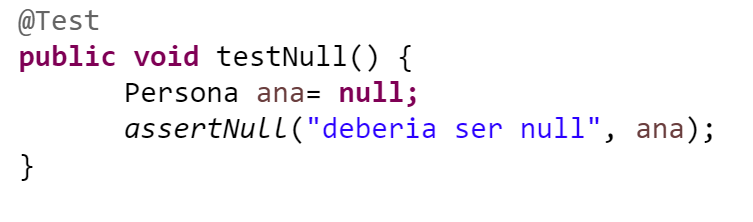 @Test
public void testNull() {
Persona ana= null;
assertNull("deberia ser null", ana);
}